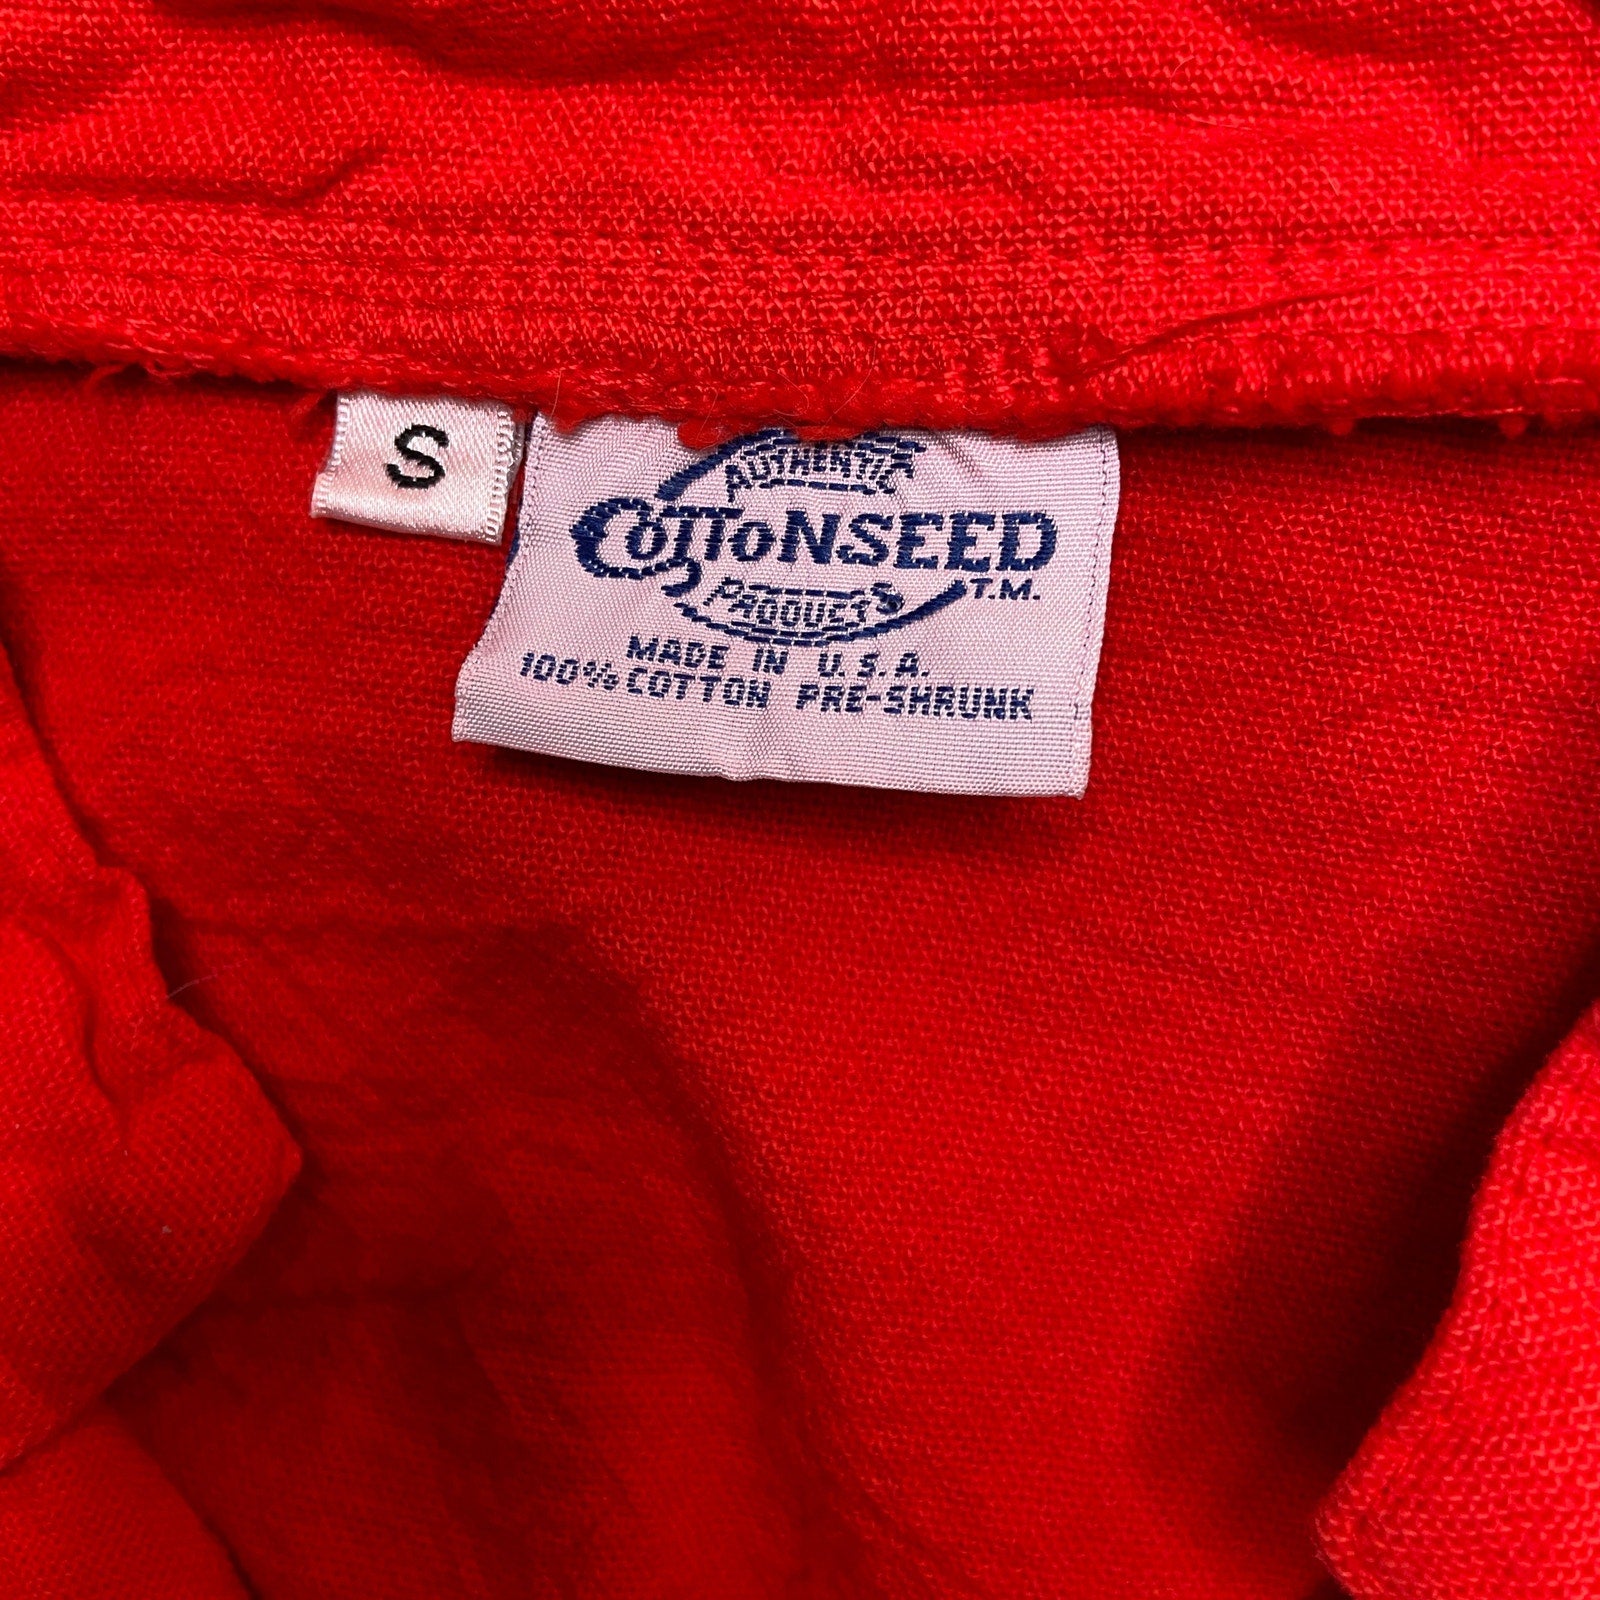 S
AUTHENTIC
COTTONSEED
PRODUCTS T.M.
MADE IN U.S.A.
100% COTTON PRE-SHRUNK